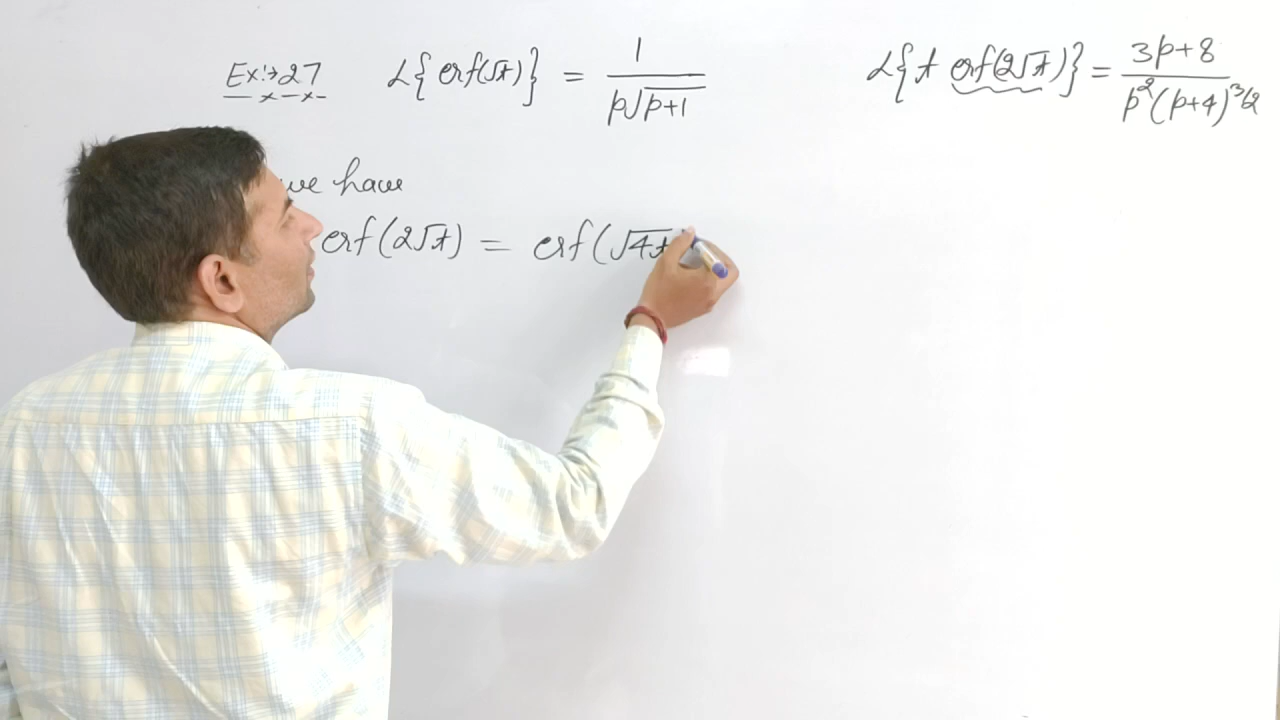 Ex:→27 L{erf(√t)} = 1/(p√(p+1)) L{t erf(2√t)} = (3p+8)/(p²(p+4)^3/2)
we have
erf(2√t) = erf(√4t)